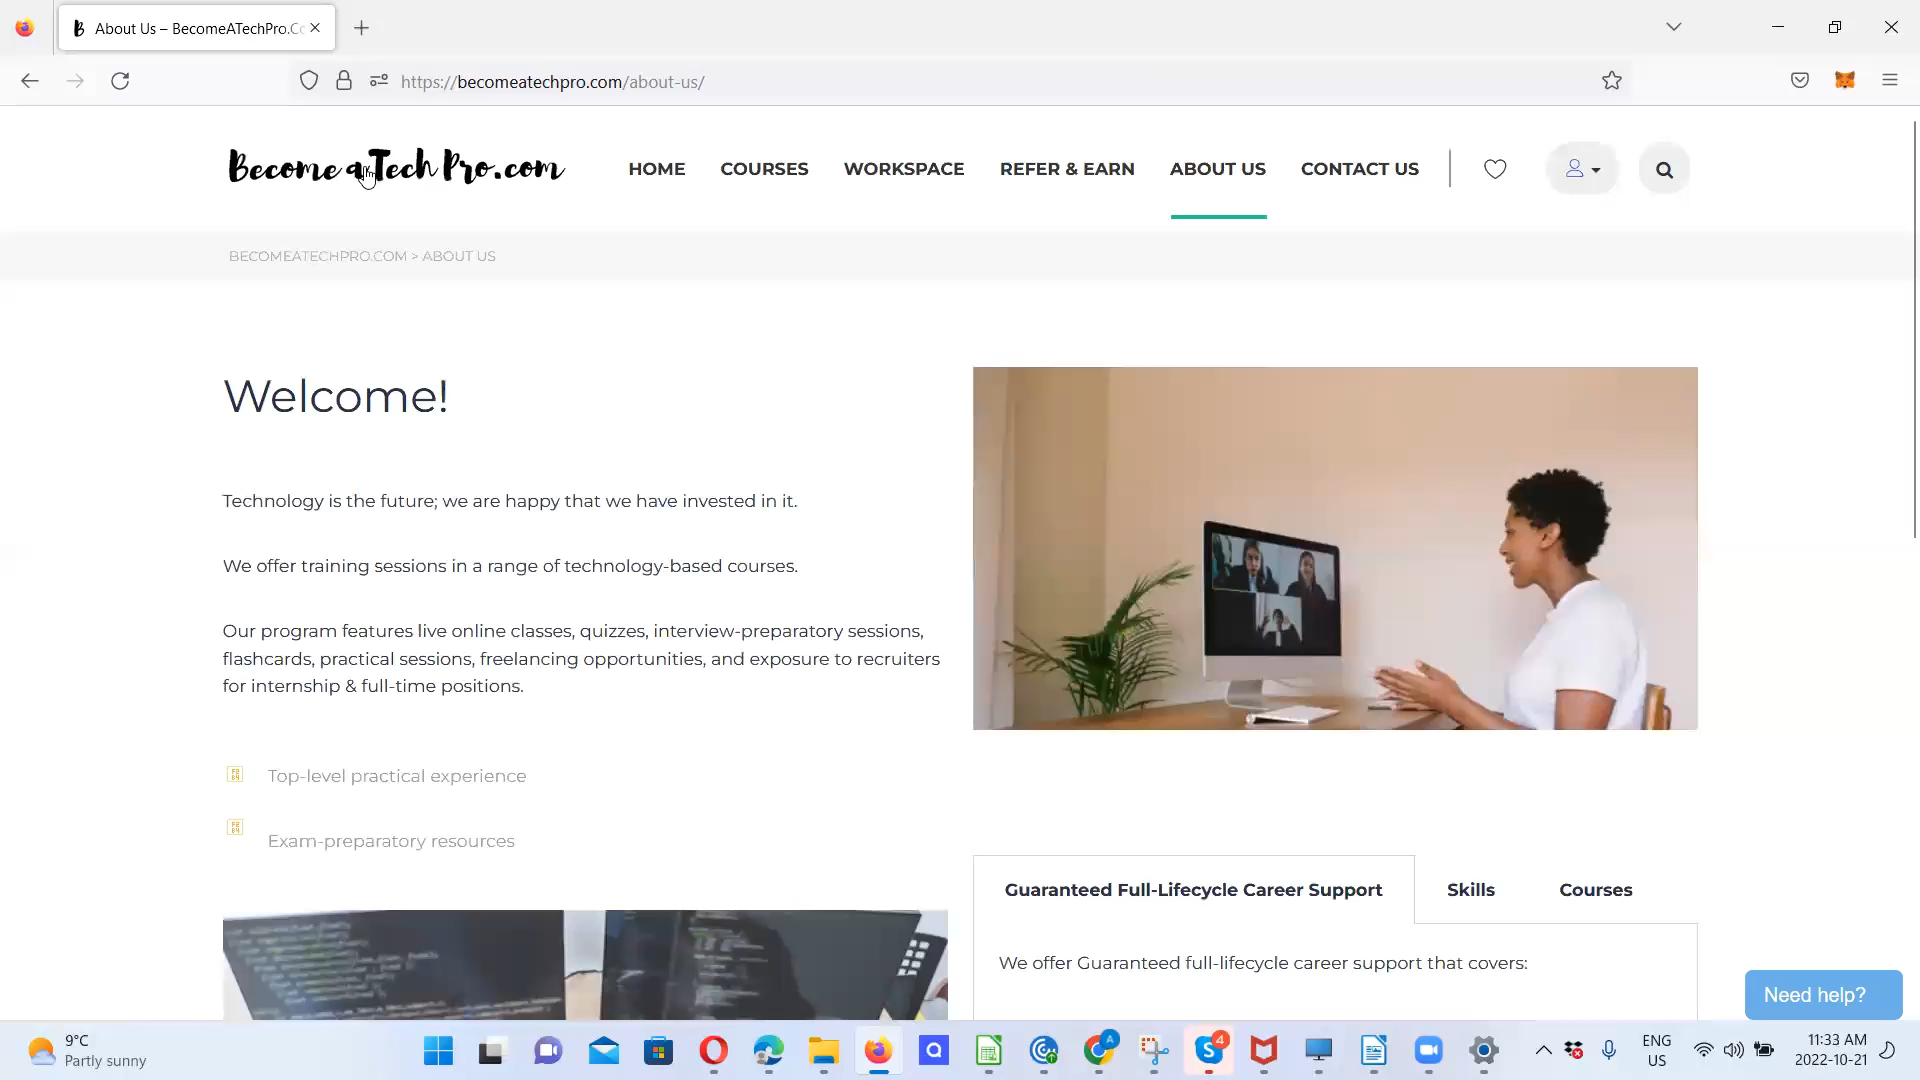 About Us – BecomeATechPro.Co
https://becomeatechpro.com/about-us/
Become a Tech Pro.com
HOME
COURSES
WORKSPACE
REFER & EARN
ABOUT US
CONTACT US
BECOMEATECHPRO.COM > ABOUT US
Welcome!
Technology is the future; we are happy that we have invested in it.
We offer training sessions in a range of technology-based courses.
Our program features live online classes, quizzes, interview-preparatory sessions,
flashcards, practical sessions, freelancing opportunities, and exposure to recruiters
for internship & full-time positions.
Top-level practical experience
Exam-preparatory resources
Guaranteed Full-Lifecycle Career Support
Skills
Courses
We offer Guaranteed full-lifecycle career support that covers:
Need help?
9°C
Partly sunny
A
4
ENG
US
11:33 AM
2022-10-21